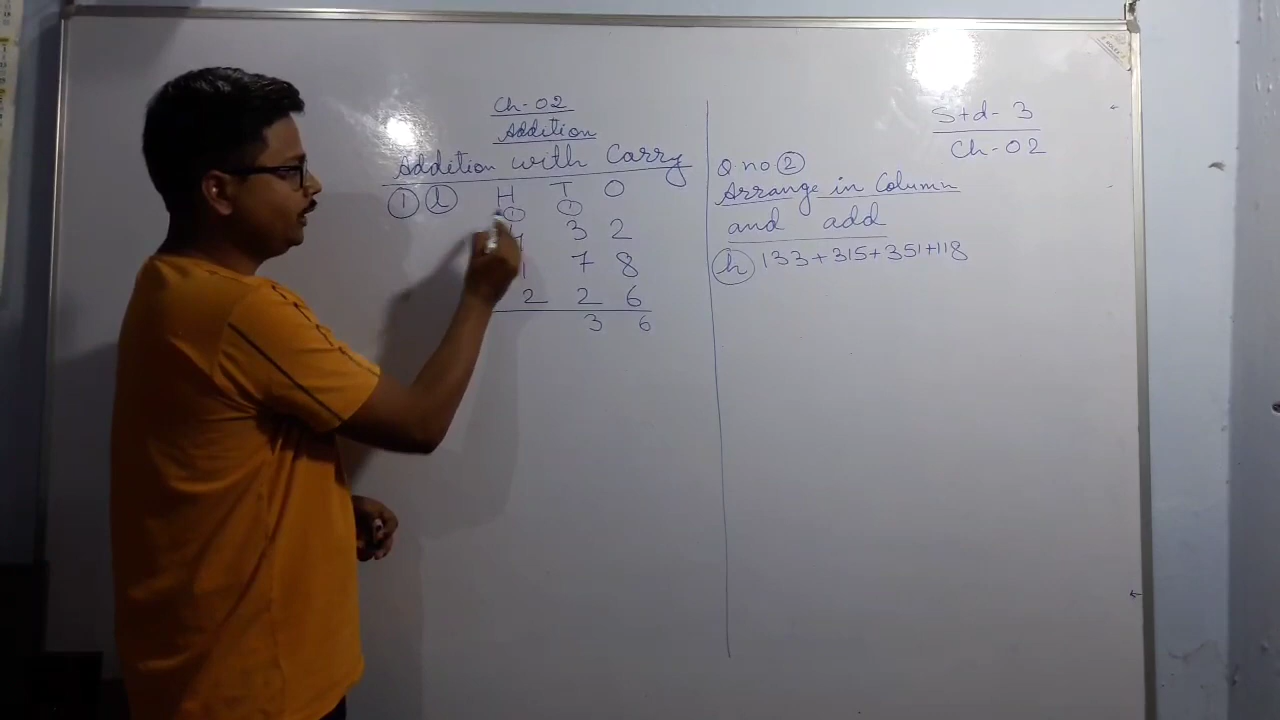 Ch-02
Addition
Addition with Carry
1 l H T O
1 1
4 3 2
1 7 8
2 2 6
3 6
Std-3
Ch-02
Q no 2
Arrange in Column
and add
h 133+315+351+118